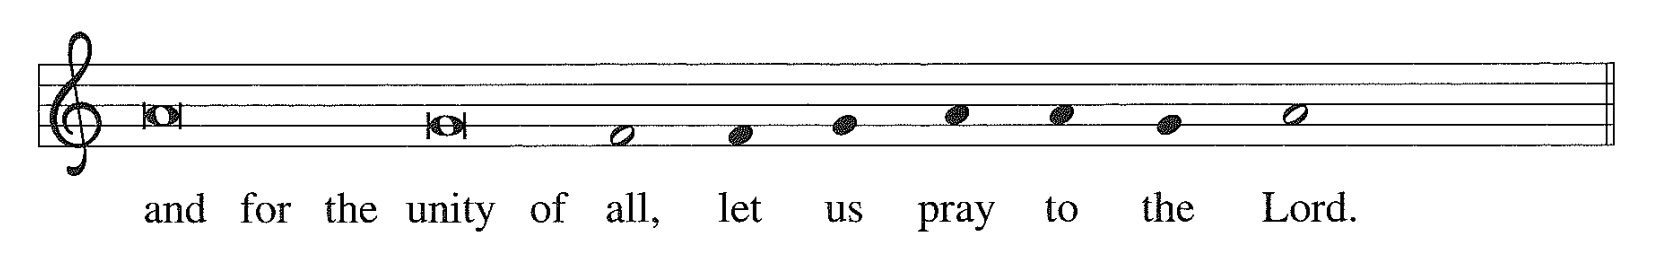 and for the unity of all, let us pray to the Lord.